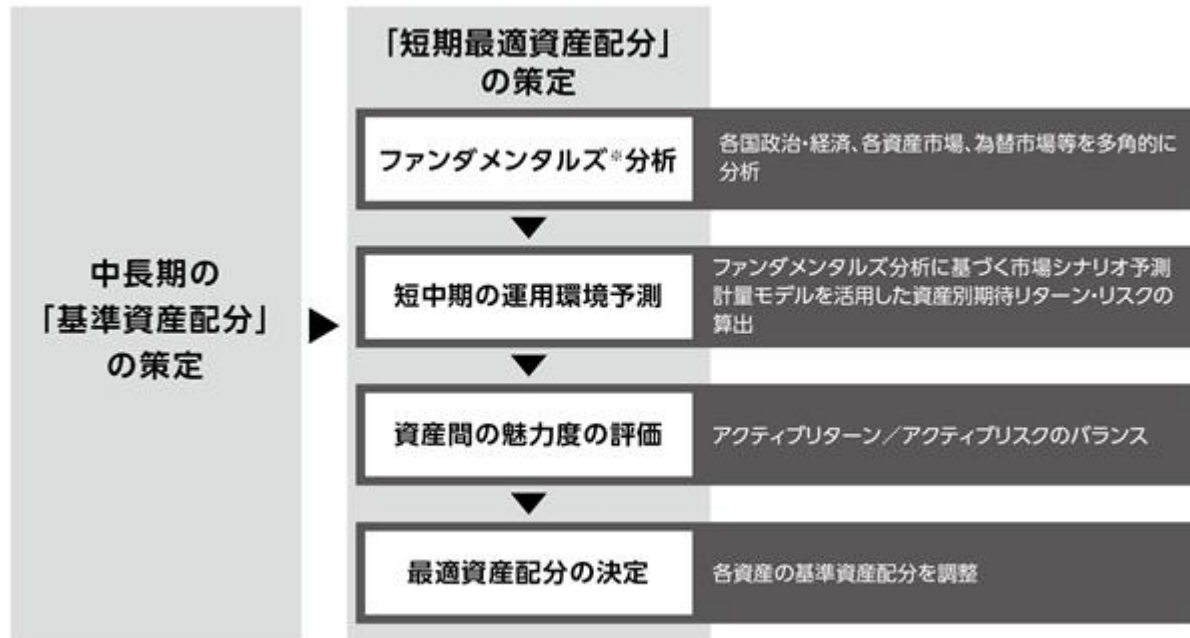 中長期の
「基準資産配分」
の策定
「短期最適資産配分」
の策定
ファンダメンタルズ※分析
各国政治・経済、各資産市場、為替市場等を多角的に
分析
短中期の運用環境予測
ファンダメンタルズ分析に基づく市場シナリオ予測
計量モデルを活用した資産別期待リターン・リスクの
算出
資産間の魅力度の評価
アクティブリターン／アクティブリスクのバランス
最適資産配分の決定
各資産の基準資産配分を調整